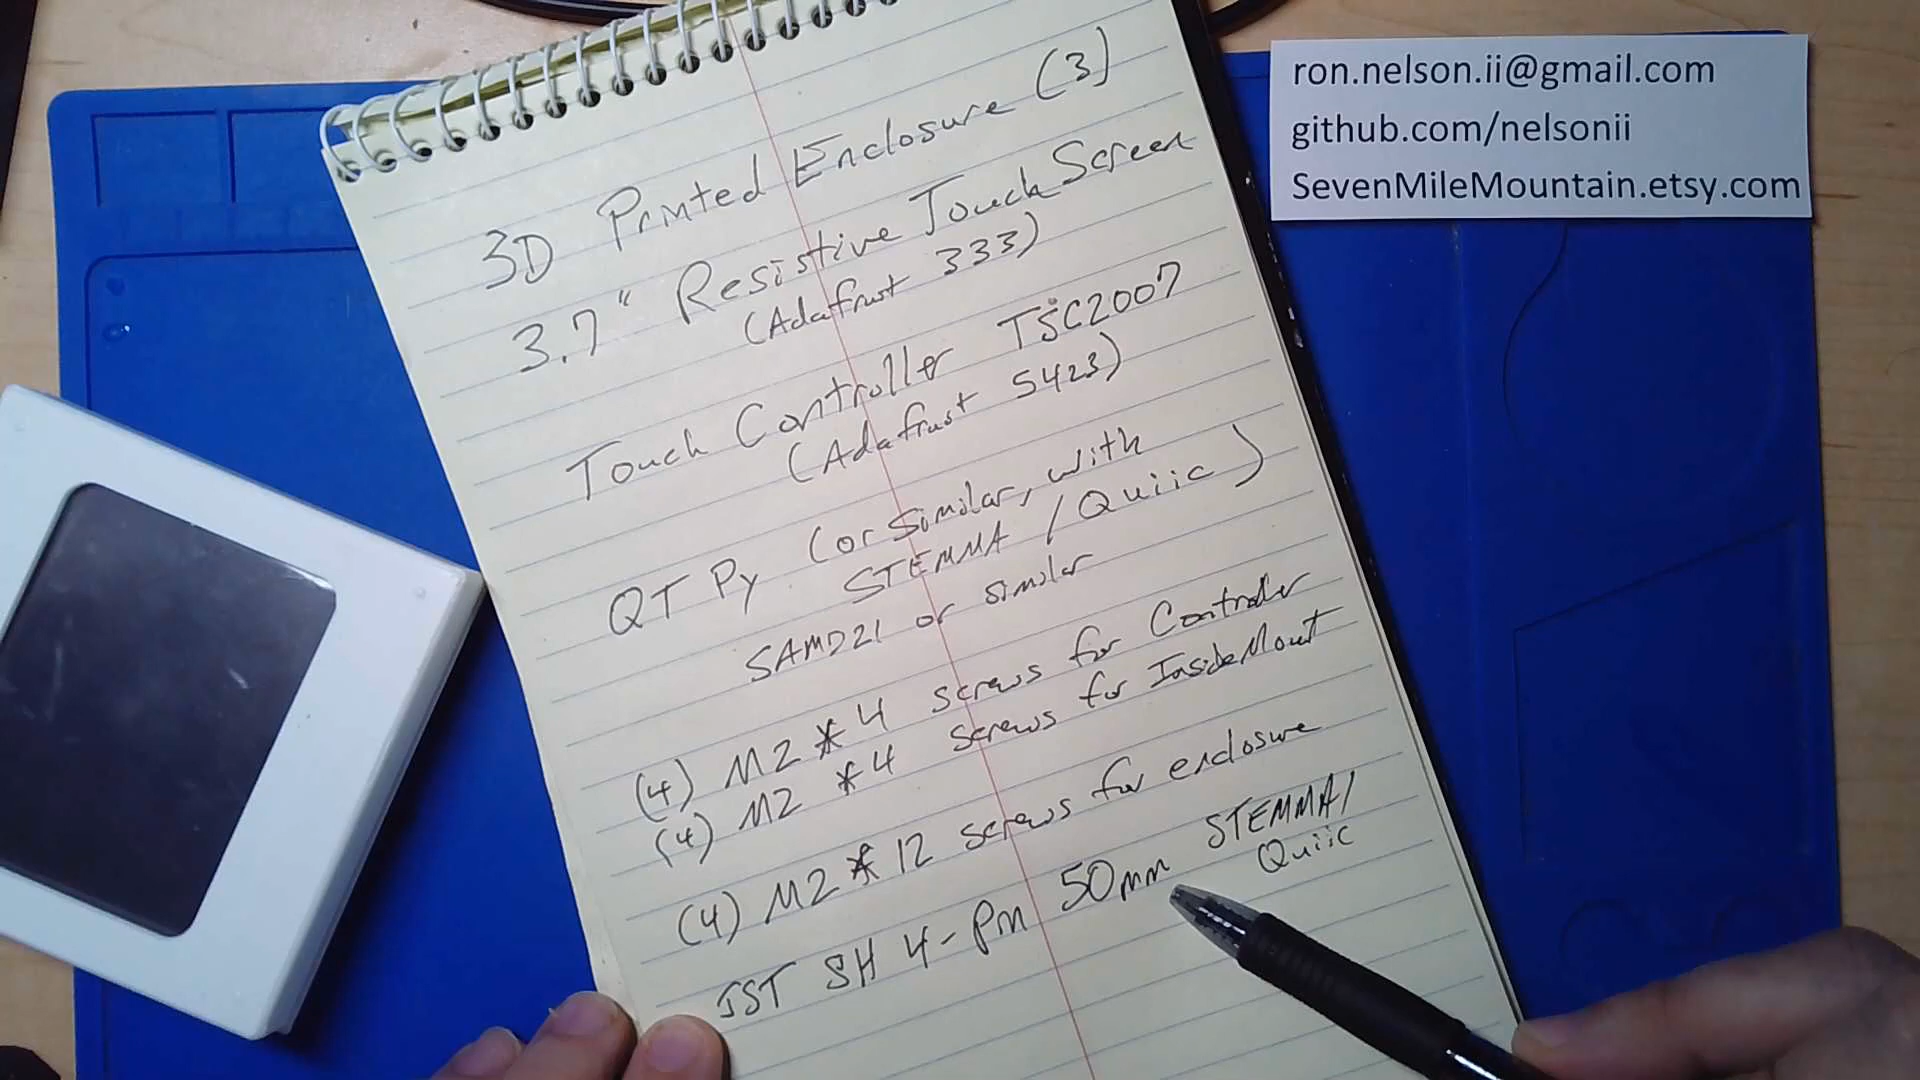 3D Printed Enclosure (3)
3.7" Resistive Touch Screen
(Adafruit 333)
Touch Controller TSC2007
(Adafruit 5423)
QT Py (or Similar, with
STEMMA / Quiic)
SAMD21 or similar
(4) M2 * 4 screws for Controller
(4) M2 * 4 screws for Inside Mount
(4) M2 * 12 screws for enclosure
JST SH 4-Pin 50mm STEMMA/
Quiic
ron.nelson.ii@gmail.com
github.com/nelsonii
SevenMileMountain.etsy.com